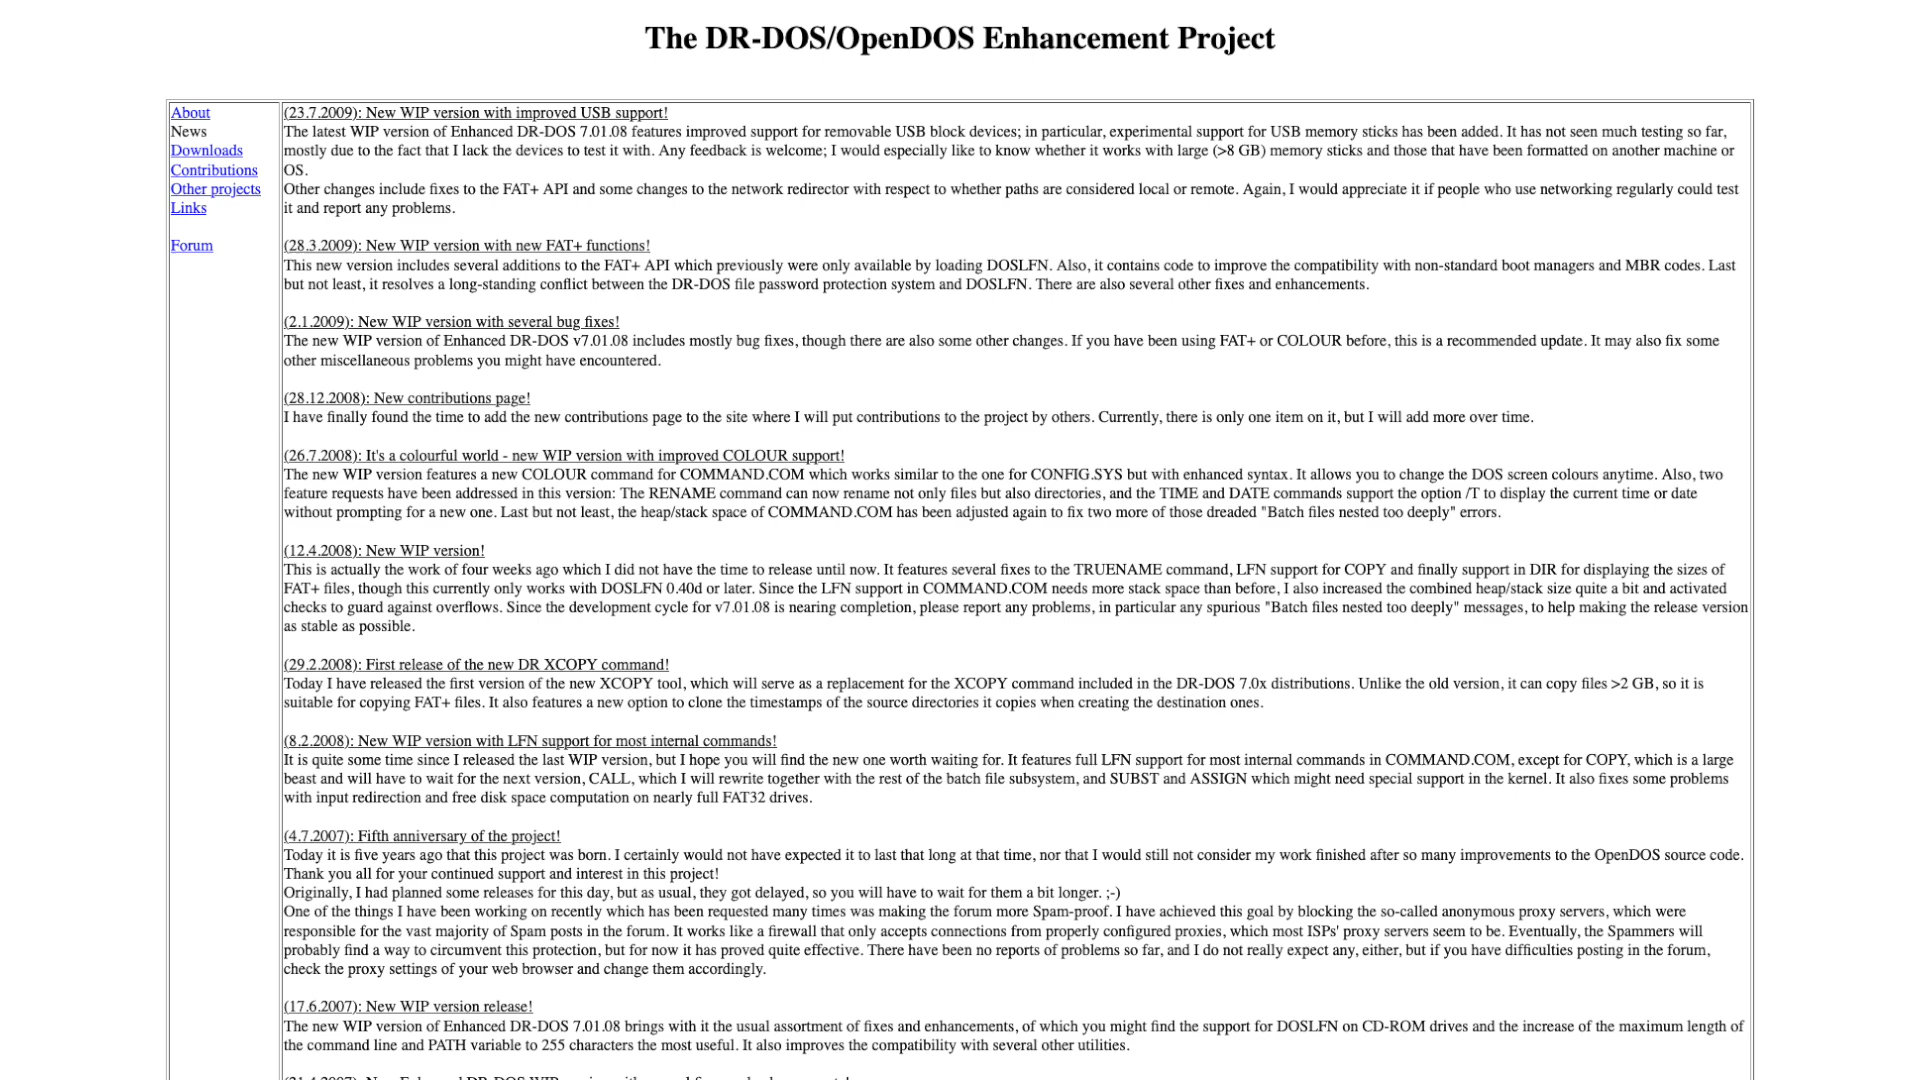 The DR-DOS/OpenDOS Enhancement Project
About
News
Downloads
Contributions
Other projects
Links
Forum
(23.7.2009): New WIP version with improved USB support!
The latest WIP version of Enhanced DR-DOS 7.01.08 features improved support for removable USB block devices; in particular, experimental support for USB memory sticks has been added. It has not seen much testing so far,
mostly due to the fact that I lack the devices to test it with. Any feedback is welcome; I would especially like to know whether it works with large (>8 GB) memory sticks and those that have been formatted on another machine or
OS.
Other changes include fixes to the FAT+ API and some changes to the network redirector with respect to whether paths are considered local or remote. Again, I would appreciate it if people who use networking regularly could test
it and report any problems.
(28.3.2009): New WIP version with new FAT+ functions!
This new version includes several additions to the FAT+ API which previously were only available by loading DOSLFN. Also, it contains code to improve the compatibility with non-standard boot managers and MBR codes. Last
but not least, it resolves a long-standing conflict between the DR-DOS file password protection system and DOSLFN. There are also several other fixes and enhancements.
(2.1.2009): New WIP version with several bug fixes!
The new WIP version of Enhanced DR-DOS v7.01.08 includes mostly bug fixes, though there are also some other changes. If you have been using FAT+ or COLOUR before, this is a recommended update. It may also fix some
other miscellaneous problems you might have encountered.
(28.12.2008): New contributions page!
I have finally found the time to add the new contributions page to the site where I will put contributions to the project by others. Currently, there is only one item on it, but I will add more over time.
(26.7.2008): It's a colourful world - new WIP version with improved COLOUR support!
The new WIP version features a new COLOUR command for COMMAND.COM which works similar to the one for CONFIG.SYS but with enhanced syntax. It allows you to change the DOS screen colours anytime. Also, two
feature requests have been addressed in this version: The RENAME command can now rename not only files but also directories, and the TIME and DATE commands support the option /T to display the current time or date
without prompting for a new one. Last but not least, the heap/stack space of COMMAND.COM has been adjusted again to fix two more of those dreaded "Batch files nested too deeply" errors.
(12.4.2008): New WIP version!
This is actually the work of four weeks ago which I did not have the time to release until now. It features several fixes to the TRUENAME command, LFN support for COPY and finally support in DIR for displaying the sizes of
FAT+ files, though this currently only works with DOSLFN 0.40d or later. Since the LFN support in COMMAND.COM needs more stack space than before, I also increased the combined heap/stack size quite a bit and activated
checks to guard against overflows. Since the development cycle for v7.01.08 is nearing completion, please report any problems, in particular any spurious "Batch files nested too deeply" messages, to help making the release version
as stable as possible.
(29.2.2008): First release of the new DR XCOPY command!
Today I have released the first version of the new XCOPY tool, which will serve as a replacement for the XCOPY command included in the DR-DOS 7.0x distributions. Unlike the old version, it can copy files >2 GB, so it is
suitable for copying FAT+ files. It also features a new option to clone the timestamps of the source directories it copies when creating the destination ones.
(8.2.2008): New WIP version with LFN support for most internal commands!
It is quite some time since I released the last WIP version, but I hope you will find the new one worth waiting for. It features full LFN support for most internal commands in COMMAND.COM, except for COPY, which is a large
beast and will have to wait for the next version, CALL, which I will rewrite together with the rest of the batch file subsystem, and SUBST and ASSIGN which might need special support in the kernel. It also fixes some problems
with input redirection and free disk space computation on nearly full FAT32 drives.
(4.7.2007): Fifth anniversary of the project!
Today it is five years ago that this project was born. I certainly would not have expected it to last that long at that time, nor that I would still not consider my work finished after so many improvements to the OpenDOS source code.
Thank you all for your continued support and interest in this project!
Originally, I had planned some releases for this day, but as usual, they got delayed, so you will have to wait for them a bit longer. ;-)
One of the things I have been working on recently which has been requested many times was making the forum more Spam-proof. I have achieved this goal by blocking the so-called anonymous proxy servers, which were
responsible for the vast majority of Spam posts in the forum. It works like a firewall that only accepts connections from properly configured proxies, which most ISPs' proxy servers seem to be. Eventually, the Spammers will
probably find a way to circumvent this protection, but for now it has proved quite effective. There have been no reports of problems so far, and I do not really expect any, either, but if you have difficulties posting in the forum,
check the proxy settings of your web browser and change them accordingly.
(17.6.2007): New WIP version release!
The new WIP version of Enhanced DR-DOS 7.01.08 brings with it the usual assortment of fixes and enhancements, of which you might find the support for DOSLFN on CD-ROM drives and the increase of the maximum length of
the command line and PATH variable to 255 characters the most useful. It also improves the compatibility with several other utilities.